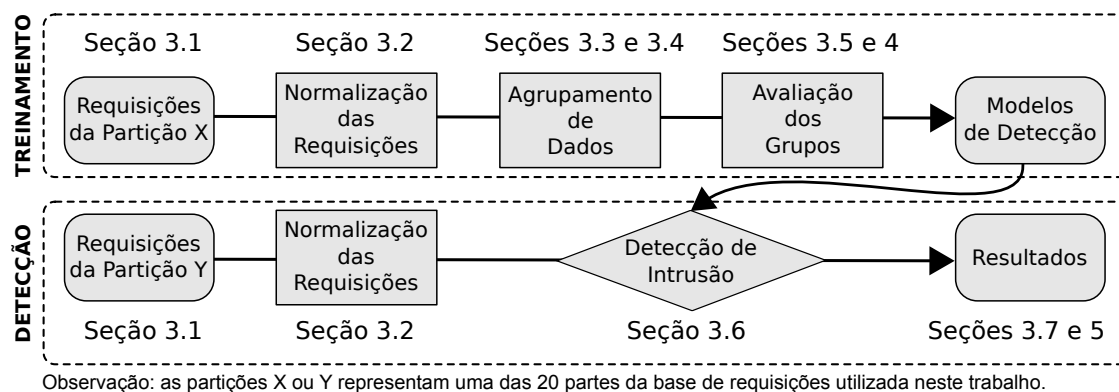 TREINAMENTO
Seção 3.1
Seção 3.2
Seções 3.3 e 3.4
Seções 3.5 e 4
Requisições
da Partição X
Normalização
das
Requisições
Agrupamento
de
Dados
Avaliação
dos
Grupos
Modelos
de Detecção
DETECÇÃO
Requisições
da Partição Y
Normalização
das
Requisições
Detecção de
Intrusão
Resultados
Seção 3.1
Seção 3.2
Seção 3.6
Seções 3.7 e 5
Observação: as partições X ou Y representam uma das 20 partes da base de requisições utilizada neste trabalho.